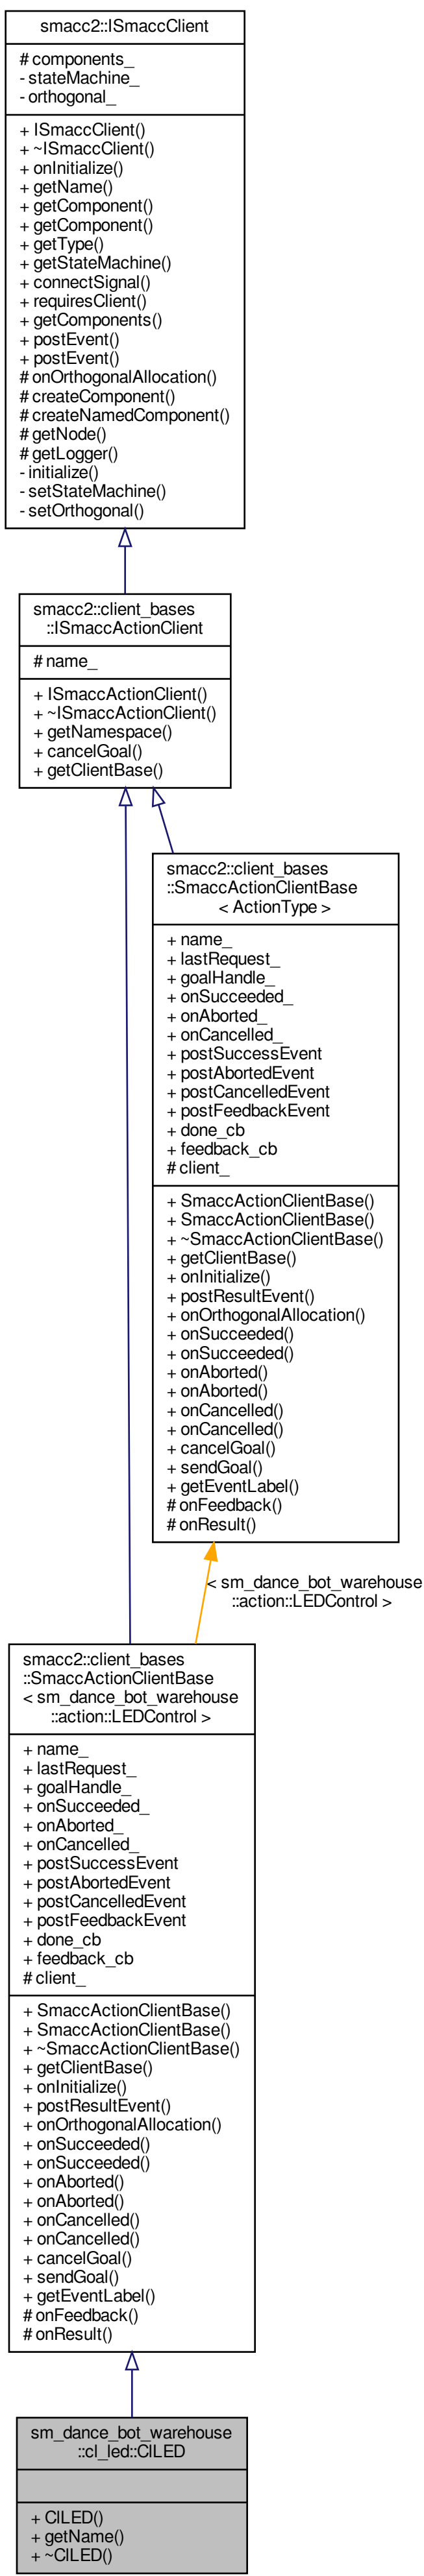 smacc2::ISmaccClient
# components_
- stateMachine_
- orthogonal_
+ ISmaccClient()
+ ~ISmaccClient()
+ onInitialize()
+ getName()
+ getComponent()
+ getComponent()
+ getType()
+ getStateMachine()
+ connectSignal()
+ requiresClient()
+ getComponents()
+ postEvent()
+ postEvent()
# onOrthogonalAllocation()
# createComponent()
# createNamedComponent()
# getNode()
# getLogger()
- initialize()
- setStateMachine()
- setOrthogonal()
smacc2::client_bases
::ISmaccActionClient
# name_
+ ISmaccActionClient()
+ ~ISmaccActionClient()
+ getNamespace()
+ cancelGoal()
+ getClientBase()
smacc2::client_bases
::SmaccActionClientBase
< ActionType >
+ name_
+ lastRequest_
+ goalHandle_
+ onSucceeded_
+ onAborted_
+ onCancelled_
+ postSuccessEvent
+ postAbortedEvent
+ postCancelledEvent
+ postFeedbackEvent
+ done_cb
+ feedback_cb
# client_
+ SmaccActionClientBase()
+ SmaccActionClientBase()
+ ~SmaccActionClientBase()
+ getClientBase()
+ onInitialize()
+ postResultEvent()
+ onOrthogonalAllocation()
+ onSucceeded()
+ onSucceeded()
+ onAborted()
+ onAborted()
+ onCancelled()
+ onCancelled()
+ cancelGoal()
+ sendGoal()
+ getEventLabel()
# onFeedback()
# onResult()
< sm_dance_bot_warehouse
::action::LEDControl >
smacc2::client_bases
::SmaccActionClientBase
< sm_dance_bot_warehouse
::action::LEDControl >
+ name_
+ lastRequest_
+ goalHandle_
+ onSucceeded_
+ onAborted_
+ onCancelled_
+ postSuccessEvent
+ postAbortedEvent
+ postCancelledEvent
+ postFeedbackEvent
+ done_cb
+ feedback_cb
# client_
+ SmaccActionClientBase()
+ SmaccActionClientBase()
+ ~SmaccActionClientBase()
+ getClientBase()
+ onInitialize()
+ postResultEvent()
+ onOrthogonalAllocation()
+ onSucceeded()
+ onSucceeded()
+ onAborted()
+ onAborted()
+ onCancelled()
+ onCancelled()
+ cancelGoal()
+ sendGoal()
+ getEventLabel()
# onFeedback()
# onResult()
sm_dance_bot_warehouse
::cl_led::ClLED
+ ClLED()
+ getName()
+ ~ClLED()